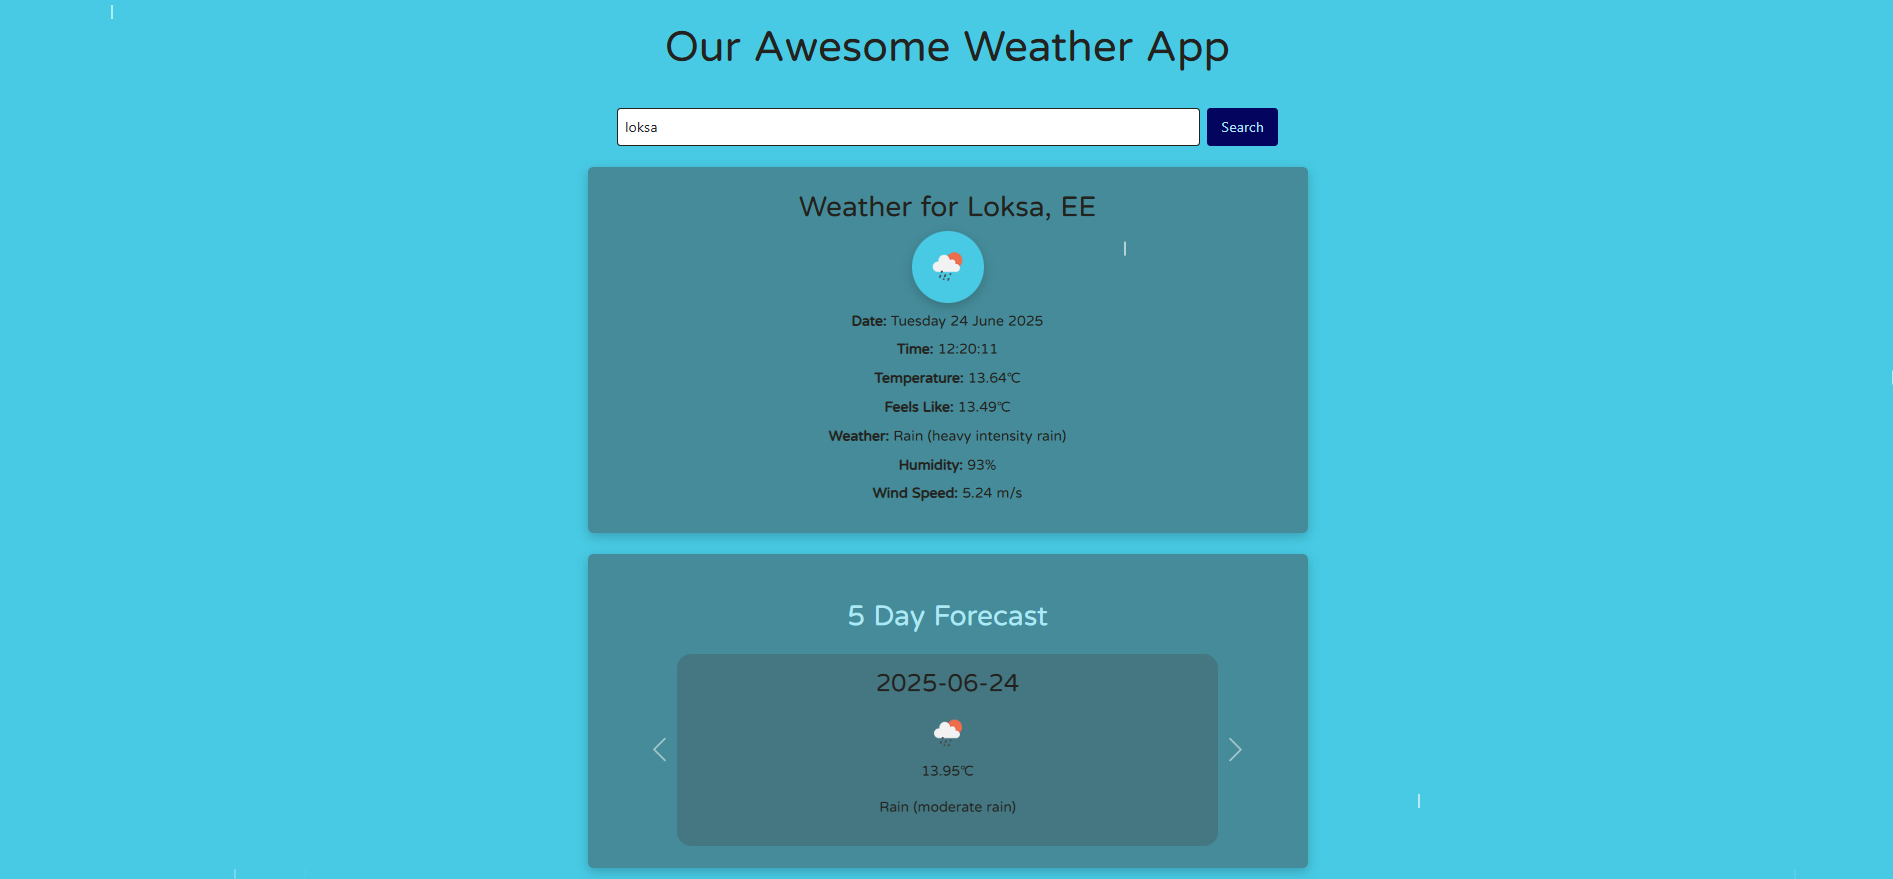 Our Awesome Weather App
loksa
Search
Weather for Loksa, EE
Date: Tuesday 24 June 2025
Time: 12:20:11
Temperature: 13.64℃
Feels Like: 13.49℃
Weather: Rain (heavy intensity rain)
Humidity: 93%
Wind Speed: 5.24 m/s
5 Day Forecast
2025-06-24
13.95℃
Rain (moderate rain)